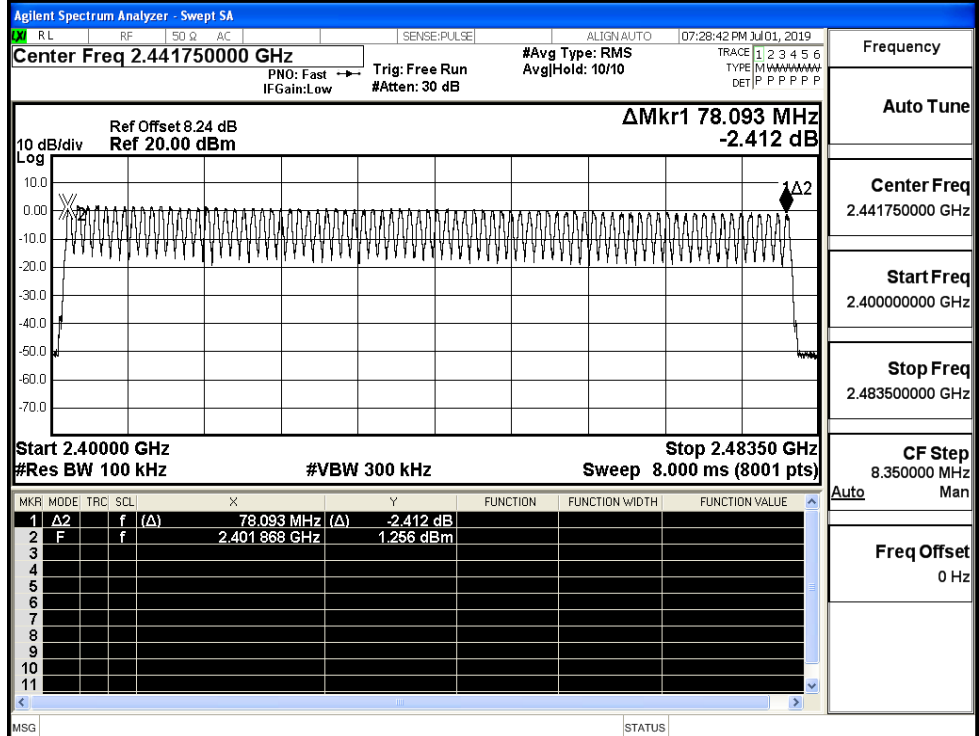 Agilent Spectrum Analyzer - Swept SA
LXI RL RF 50 Ω AC SENSE:PULSE ALIGN AUTO 07:28:42 PM Jul 01, 2019
Center Freq 2.441750000 GHz
PNO: Fast
IFGain:Low
Trig: Free Run
#Atten: 30 dB
#Avg Type: RMS
Avg|Hold: 10/10
TRACE 1 2 3 4 5 6
TYPE M WWWWW
DET P P P P P P
Frequency
Auto Tune
Center Freq
2.441750000 GHz
Start Freq
2.400000000 GHz
Stop Freq
2.483500000 GHz
CF Step
8.350000 MHz
Auto Man
Freq Offset
0 Hz
ΔMkr1 78.093 MHz
-2.412 dB
Ref Offset 8.24 dB
10 dB/div Ref 20.00 dBm
Log
10.0
0.00
-10.0
-20.0
-30.0
-40.0
-50.0
-60.0
-70.0
2
1Δ2
Start 2.40000 GHz Stop 2.48350 GHz
#Res BW 100 kHz #VBW 300 kHz Sweep 8.000 ms (8001 pts)
MKR MODE TRC SCL X Y FUNCTION FUNCTION WIDTH FUNCTION VALUE
1 Δ2 f (Δ) 78.093 MHz (Δ) -2.412 dB
2 F f 2.401 868 GHz 1.256 dBm
3
4
5
6
7
8
9
10
11
MSG STATUS